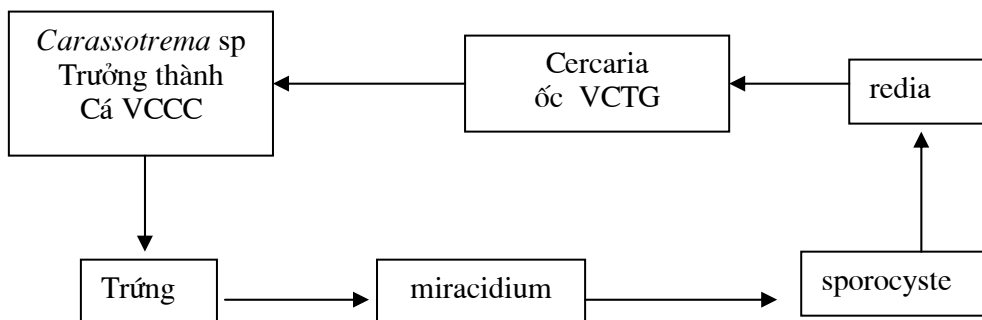 Carassotrema sp
Trưởng thành
Cá VCCC
Cercaria
ốc VCTG
redia
Trứng
miracidium
sporocyste